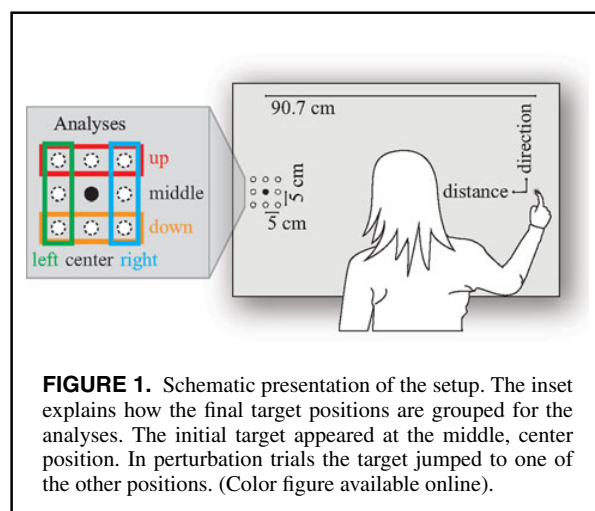 Analyses
up
middle
down
left center right
90.7 cm
5 cm
5 cm
distance
direction
FIGURE 1. Schematic presentation of the setup. The inset
explains how the final target positions are grouped for the
analyses. The initial target appeared at the middle, center
position. In perturbation trials the target jumped to one of
the other positions. (Color figure available online).